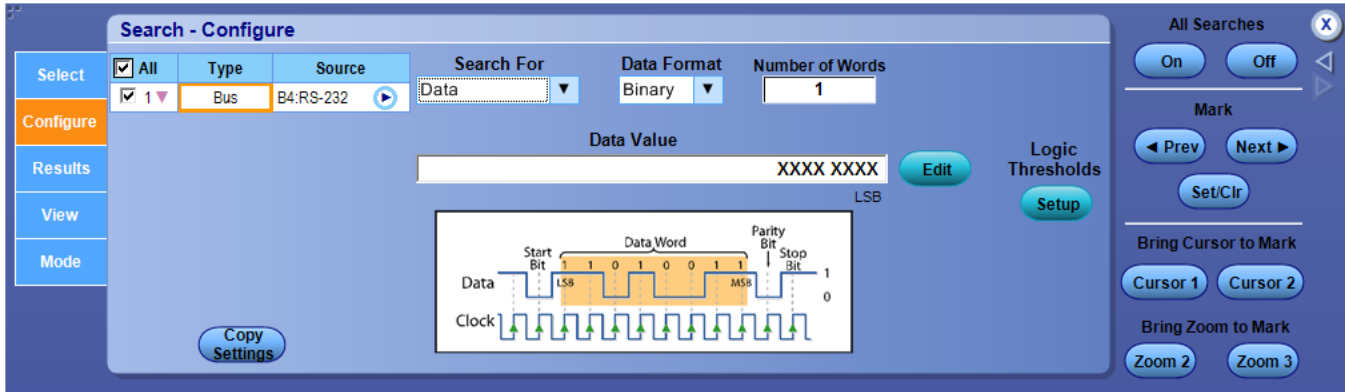 Search - Configure
Select
Configure
Results
View
Mode
All Type Source
1 Bus B4:RS-232
Copy
Settings
Search For
Data
Data Format
Binary
Number of Words
1
Data Value
XXXX XXXX
Edit
LSB
Logic
Thresholds
Setup
Start
Bit
Data Word
Parity
Bit
Stop
Bit
Data
1 1 0 1 0 0 1 1
LSB
MSB
1
0
Clock
All Searches
X
On Off
Mark
◄ Prev Next ►
Set/Clr
Bring Cursor to Mark
Cursor 1 Cursor 2
Bring Zoom to Mark
Zoom 2 Zoom 3